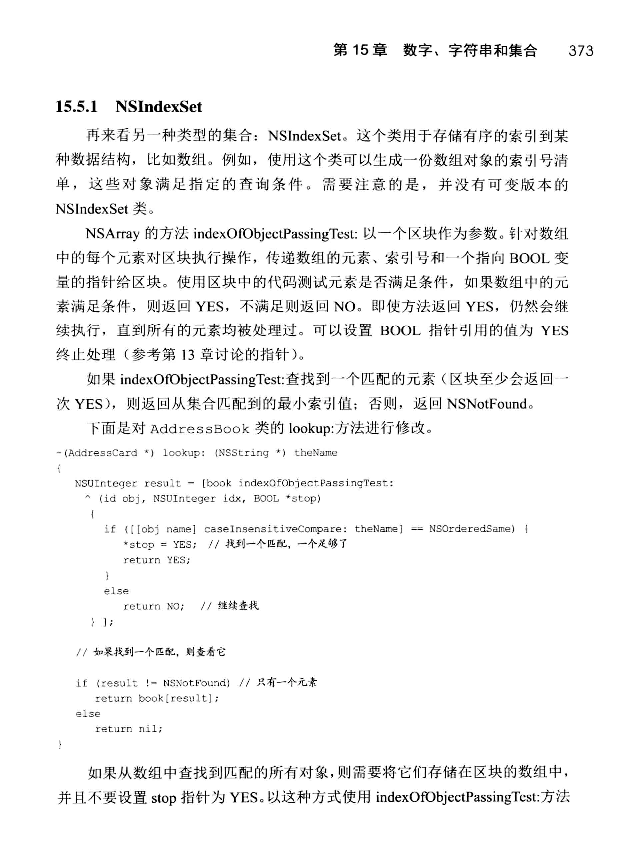 第 15 章 数字、字符串和集合 373
15.5.1 NSIndexSet
再来看另一种类型的集合：NSIndexSet。这个类用于存储有序的索引到某
种数据结构，比如数组。例如，使用这个类可以生成一份数组对象的索引号清
单，这些对象满足指定的查询条件。需要注意的是，并没有可变版本的
NSIndexSet 类。
NSArray 的方法 indexOfObjectPassingTest: 以一个区块作为参数。针对数组
中的每个元素对区块执行操作，传递数组的元素、索引号和一个指向 BOOL 变
量的指针给区块。使用区块中的代码测试元素是否满足条件，如果数组中的元
素满足条件，则返回 YES，不满足则返回 NO。即使方法返回 YES，仍然会继
续执行，直到所有的元素均被处理过。可以设置 BOOL 指针引用的值为 YES
终止处理（参考第 13 章讨论的指针）。
如果 indexOfObjectPassingTest:查找到一个匹配的元素（区块至少会返回一
次 YES），则返回从集合匹配到的最小索引值；否则，返回 NSNotFound。
下面是对 AddressBook 类的 lookup:方法进行修改。
-(AddressCard *) lookup: (NSString *) theName
{
NSUInteger result = [book indexOfObjectPassingTest:
^ (id obj, NSUInteger idx, BOOL *stop)
{
if ([[obj name] caseInsensitiveCompare: theName] == NSOrderedSame) {
*stop = YES; // 找到一个匹配，一个足够了
return YES;
}
else
return NO; // 继续查找
} ];
// 如果找到一个匹配，则查看它
if (result != NSNotFound) // 只有一个元素
return book[result];
else
return nil;
}
如果从数组中查找到匹配的所有对象，则需要将它们存储在区块的数组中，
并且不要设置 stop 指针为 YES。以这种方式使用 indexOfObjectPassingTest:方法